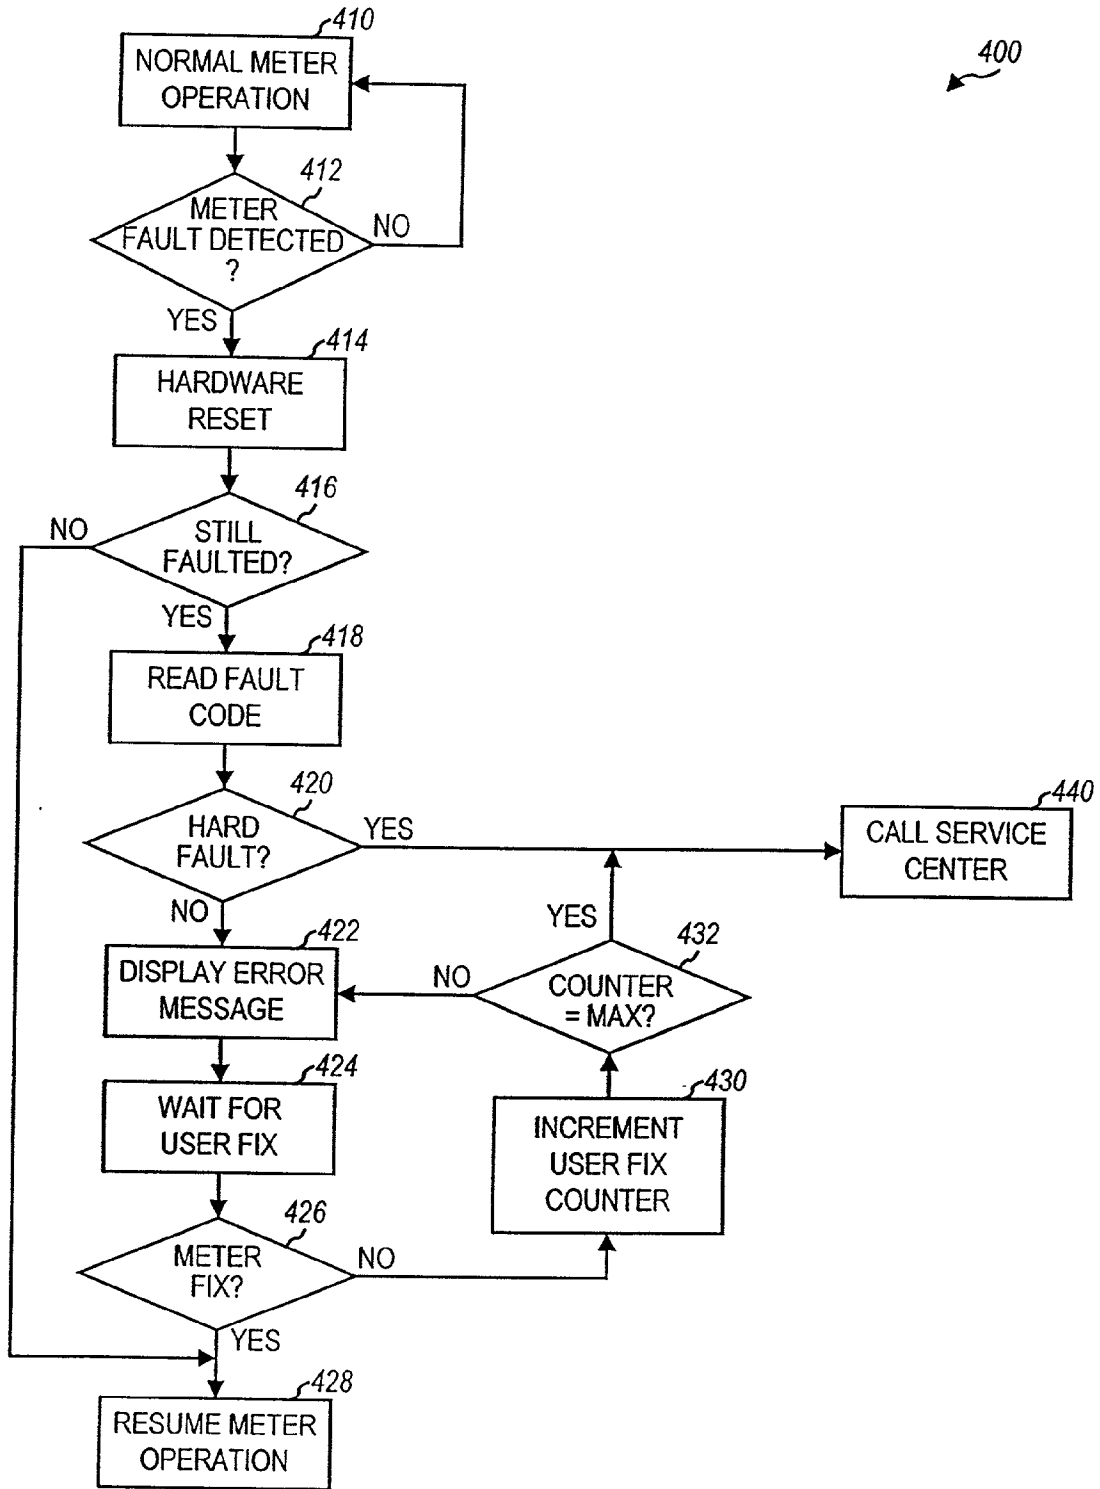 410
NORMAL METER
OPERATION
400
412
METER
FAULT DETECTED
?
NO
YES
414
HARDWARE
RESET
416
NO
STILL
FAULTED?
YES
418
READ FAULT
CODE
420
HARD
FAULT?
YES
440
CALL SERVICE
CENTER
NO
422
DISPLAY ERROR
MESSAGE
YES
432
NO
COUNTER
= MAX?
424
WAIT FOR
USER FIX
430
INCREMENT
USER FIX
COUNTER
426
METER
FIX?
NO
YES
428
RESUME METER
OPERATION